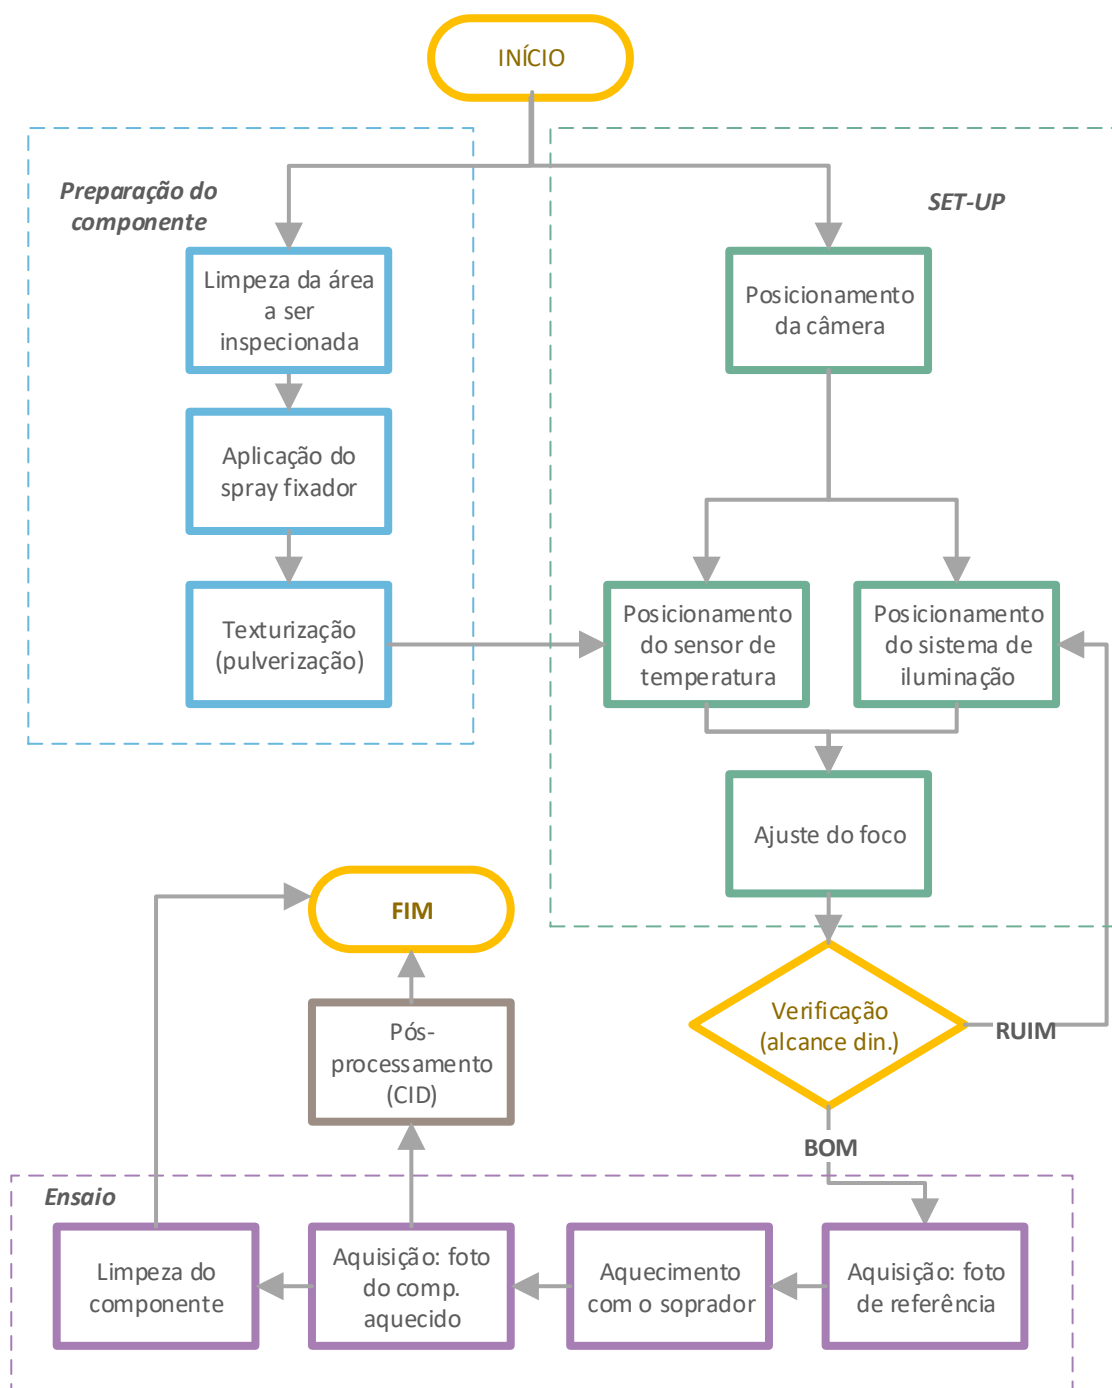 INÍCIO
Preparação do
componente
SET-UP
Limpeza da área
a ser
inspecionada
Posicionamento
da câmera
Aplicação do
spray fixador
Texturização
(pulverização)
Posicionamento
do sensor de
temperatura
Posicionamento
do sistema de
iluminação
Ajuste do foco
FIM
Verificação
(alcance din.)
RUIM
Pós-
processamento
(CID)
BOM
Ensaio
Limpeza do
componente
Aquisição: foto
do comp.
aquecido
Aquecimento
com o soprador
Aquisição: foto
de referência